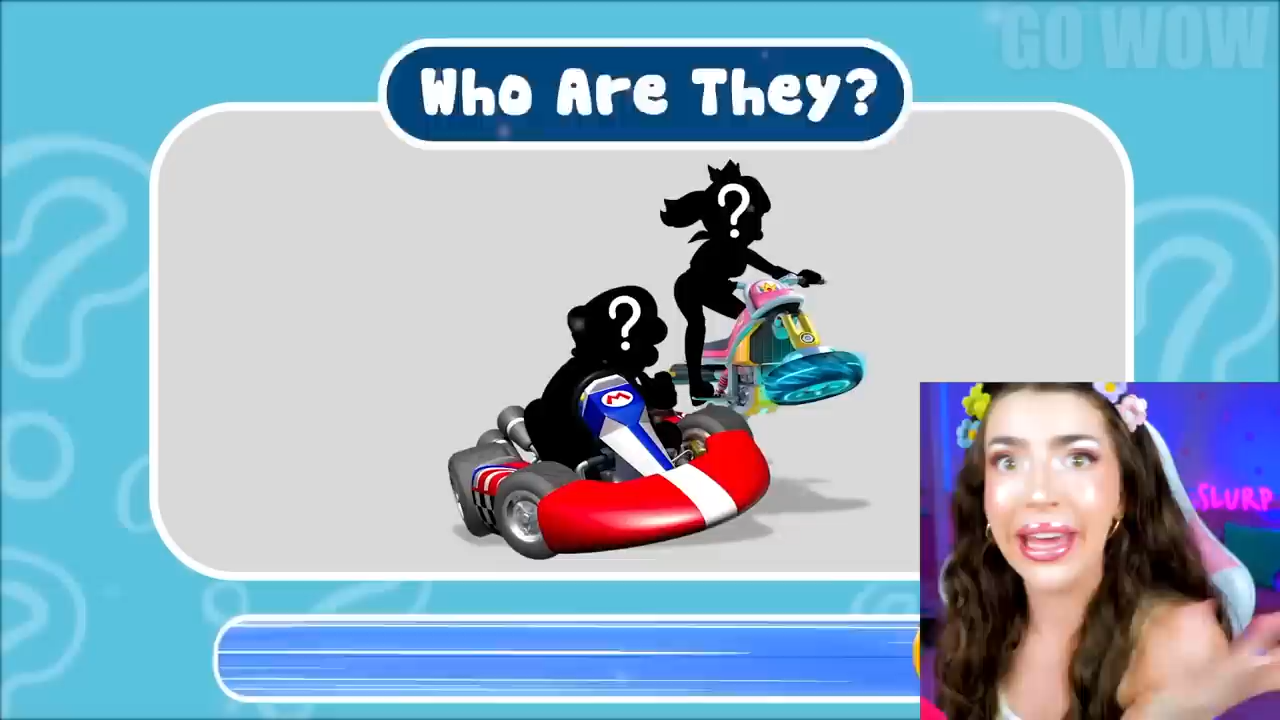 GO WOW
Who Are They?
?
?
M
SLURP